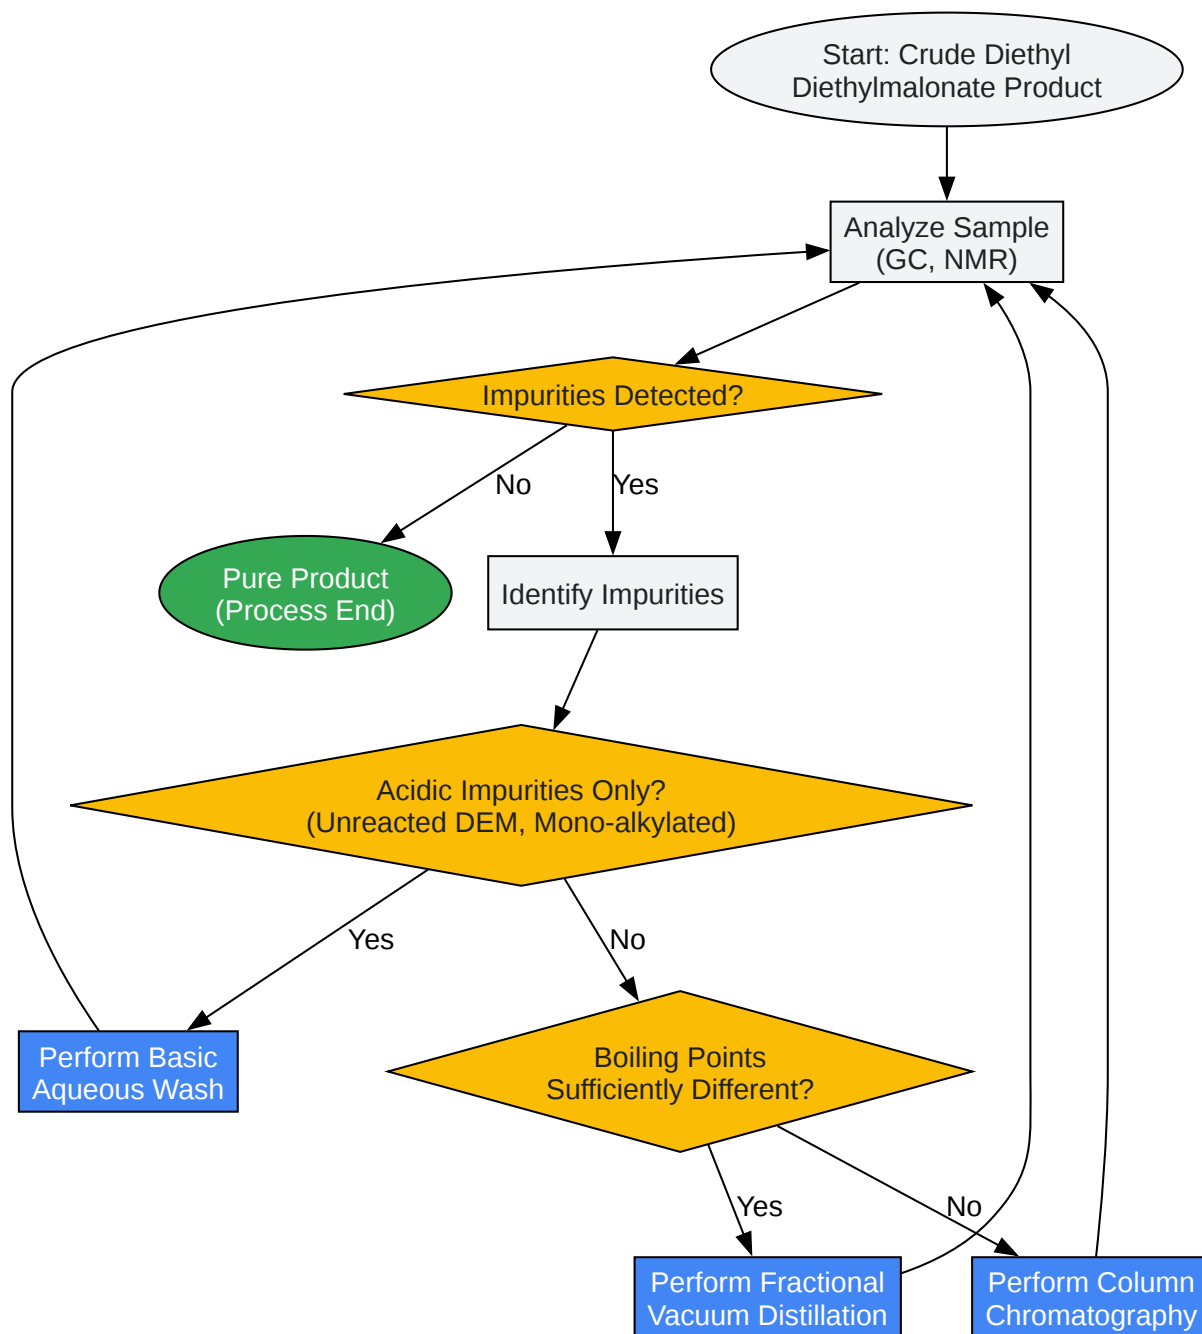 Start: Crude Diethyl
Diethylmalonate Product
Analyze Sample
(GC, NMR)
Impurities Detected?
No
Yes
Pure Product
(Process End)
Identify Impurities
Acidic Impurities Only?
(Unreacted DEM, Mono-alkylated)
Yes
No
Perform Basic
Aqueous Wash
Boiling Points
Sufficiently Different?
Yes
No
Perform Fractional
Vacuum Distillation
Perform Column
Chromatography